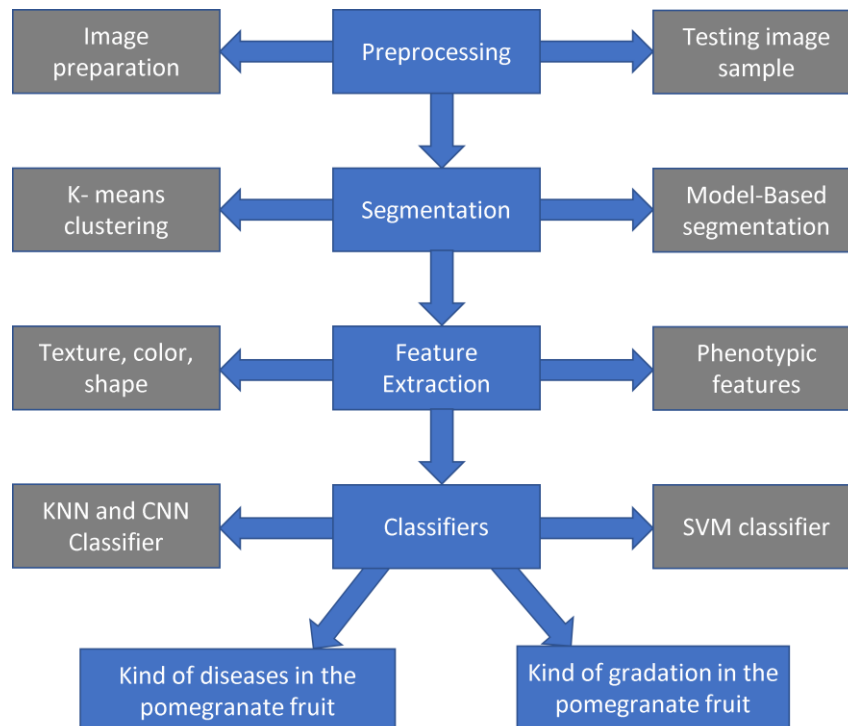 Image
preparation
Preprocessing
Testing image
sample
K- means
clustering
Segmentation
Model-Based
segmentation
Texture, color,
shape
Feature
Extraction
Phenotypic
features
KNN and CNN
Classifier
Classifiers
SVM classifier
Kind of diseases in the
pomegranate fruit
Kind of gradation in the
pomegranate fruit